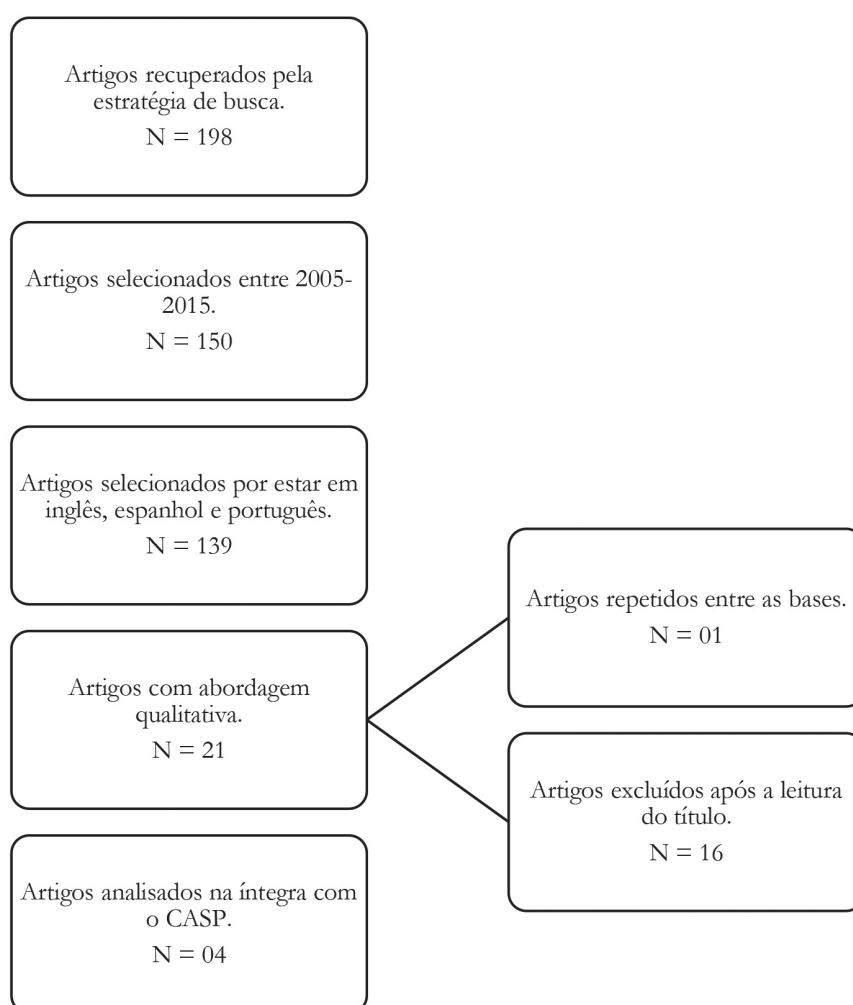 Artigos recuperados pela
estratégia de busca.
N = 198
Artigos selecionados entre 2005-
2015.
N = 150
Artigos selecionados por estar em
inglês, espanhol e português.
N = 139
Artigos com abordagem
qualitativa.
N = 21
Artigos repetidos entre as bases.
N = 01
Artigos excluídos após a leitura
do título.
N = 16
Artigos analisados na íntegra com
o CASP.
N = 04